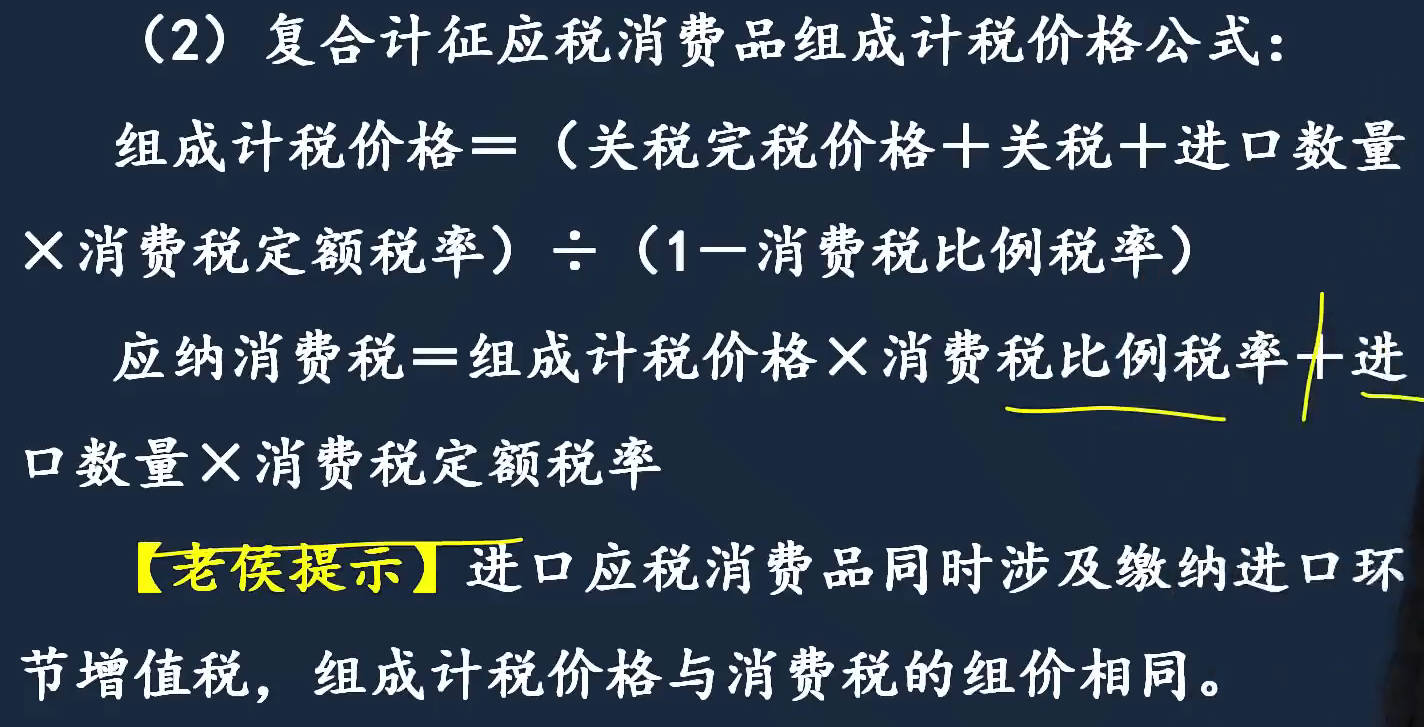 （2）复合计征应税消费品组成计税价格公式：
组成计税价格＝（关税完税价格＋关税＋进口数量
×消费税定额税率）÷（1－消费税比例税率）
应纳消费税＝组成计税价格×消费税比例税率＋进
口数量×消费税定额税率
【老侯提示】进口应税消费品同时涉及缴纳进口环
节增值税，组成计税价格与消费税的组价相同。